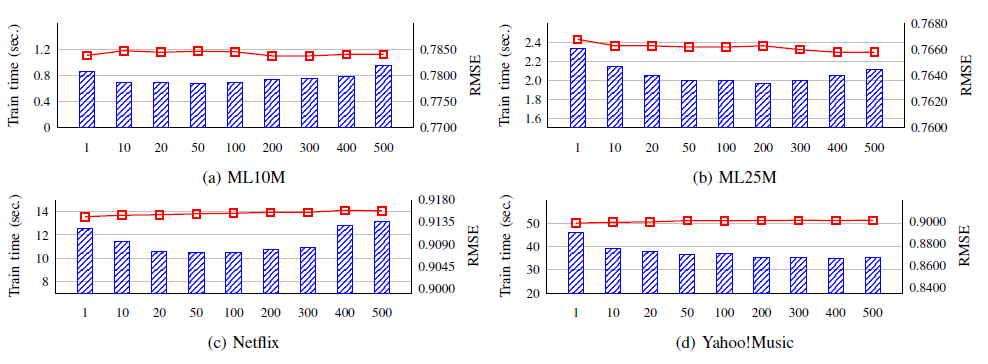 Train time (sec.)
1.2
0.8
0.4
0
0.7850
0.7800
0.7750
0.7700
RMSE
1 10 20 50 100 200 300 400 500
(a) ML10M
Train time (sec.)
2.4
2.2
2.0
1.8
1.6
0.7680
0.7660
0.7640
0.7620
0.7600
RMSE
1 10 20 50 100 200 300 400 500
(b) ML25M
Train time (sec.)
14
12
10
8
0.9180
0.9135
0.9090
0.9045
0.9000
RMSE
1 10 20 50 100 200 300 400 500
(c) Netflix
Train time (sec.)
50
40
30
20
0.9000
0.8800
0.8600
0.8400
RMSE
1 10 20 50 100 200 300 400 500
(d) Yahoo!Music